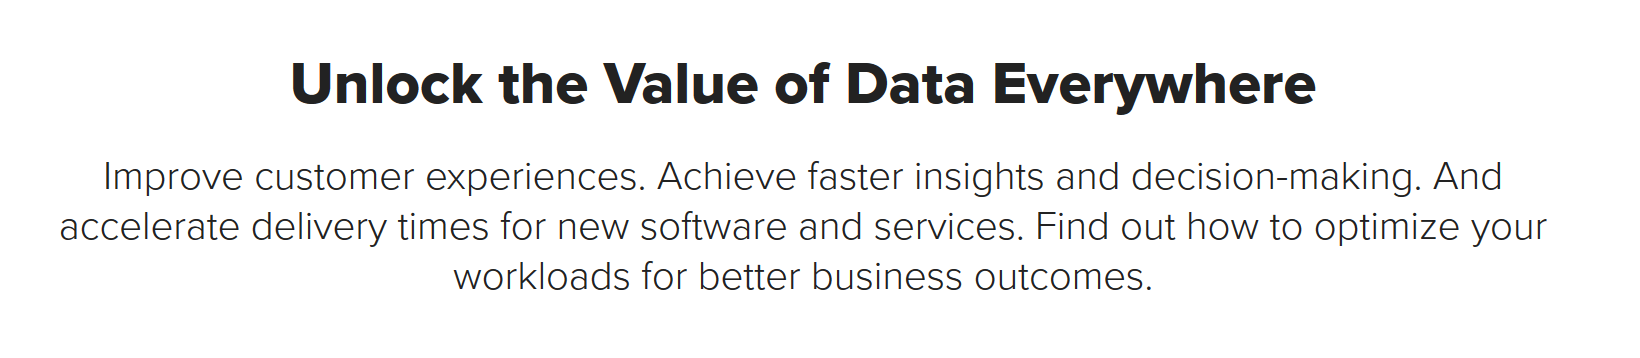 Unlock the Value of Data Everywhere
Improve customer experiences. Achieve faster insights and decision-making. And
accelerate delivery times for new software and services. Find out how to optimize your
workloads for better business outcomes.